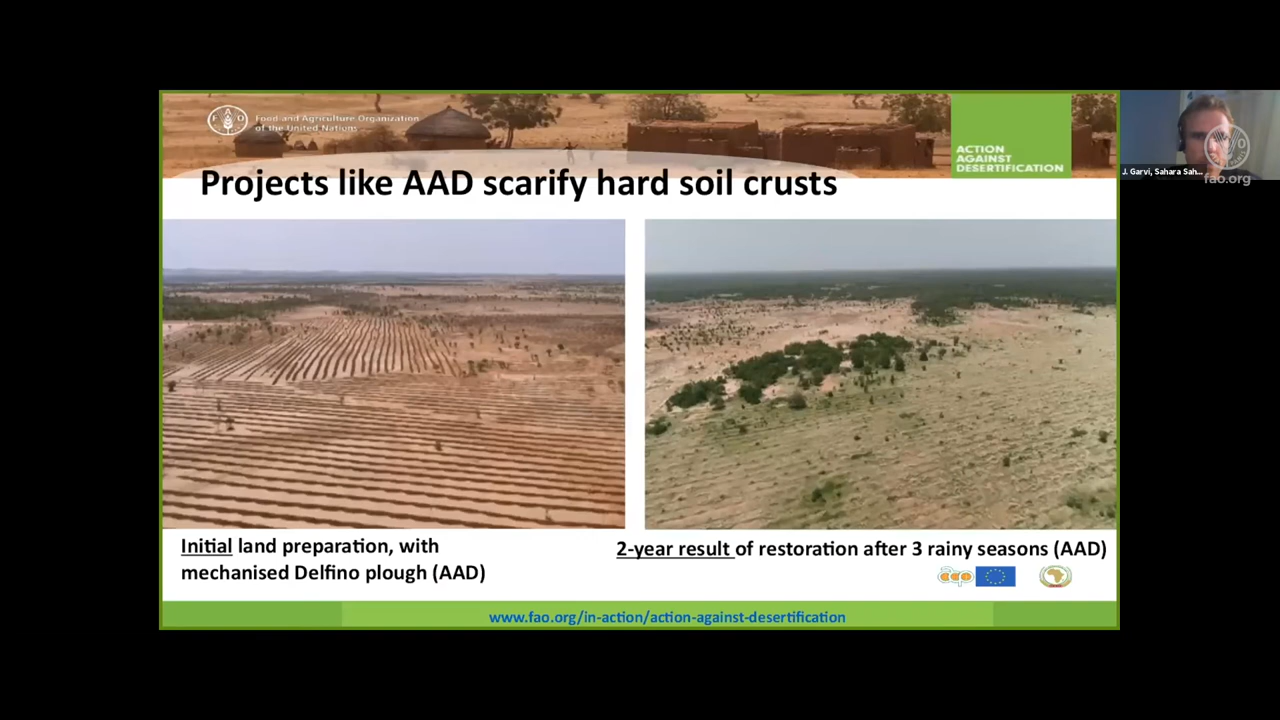 FAO
Food and Agriculture Organization
of the United Nations
ACTION
AGAINST
DESERTIFICATION
Projects like AAD scarify hard soil crusts
Initial land preparation, with
mechanised Delfino plough (AAD)
2-year result of restoration after 3 rainy seasons (AAD)
acp
www.fao.org/in-action/action-against-desertification
J. Garvi, Sahara Sah...
fao.org